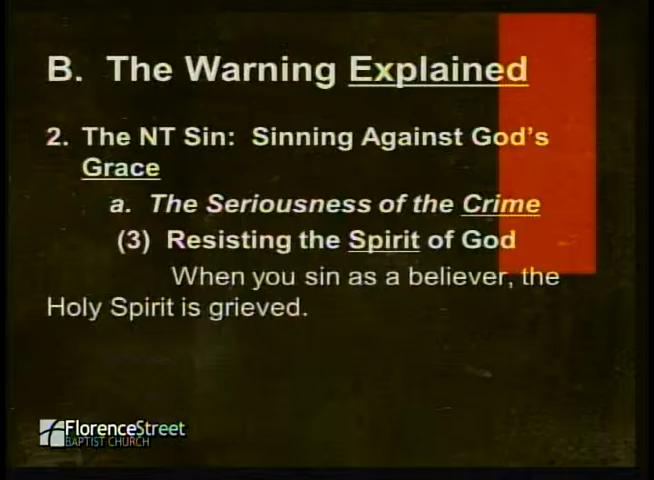 B. The Warning Explained
2. The NT Sin: Sinning Against God's
Grace
a. The Seriousness of the Crime
(3) Resisting the Spirit of God
When you sin as a believer, the
Holy Spirit is grieved.
FlorenceStreet
BAPTIST CHURCH